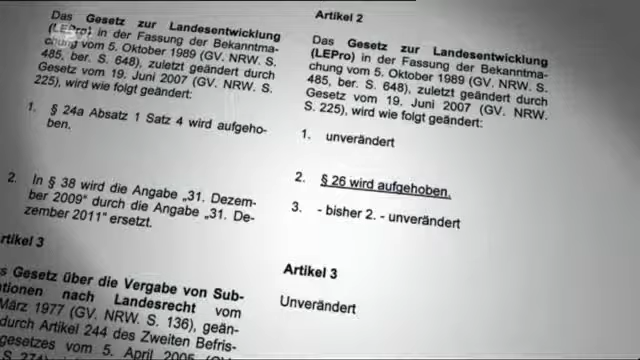 Das Gesetz zur Landesentwicklung
(LEPro) in der Fassung der Bekanntma-
chung vom 5. Oktober 1989 (GV. NRW. S.
485, ber. S. 648), zuletzt geändert durch
Gesetz vom 19. Juni 2007 (GV. NRW. S.
225), wird wie folgt geändert:
1. § 24a Absatz 1 Satz 4 wird aufgeho-
ben.
2. In § 38 wird die Angabe „31. Dezem-
ber 2009“ durch die Angabe „31. De-
zember 2011“ ersetzt.
rtikel 3
s Gesetz über die Vergabe von Sub-
tionen nach Landesrecht vom
März 1977 (GV. NRW. S. 136), geän-
durch Artikel 244 des Zweiten Befris-
gesetzes vom 5. April 2005 (GV.
S. 274)
Artikel 2
Das Gesetz zur Landesentwicklung
(LEPro) in der Fassung der Bekanntma-
chung vom 5. Oktober 1989 (GV. NRW. S.
485, ber. S. 648), zuletzt geändert durch
Gesetz vom 19. Juni 2007 (GV. NRW.
S. 225), wird wie folgt geändert:
1. unverändert
2. § 26 wird aufgehoben.
3. - bisher 2. - unverändert
Artikel 3
Unverändert